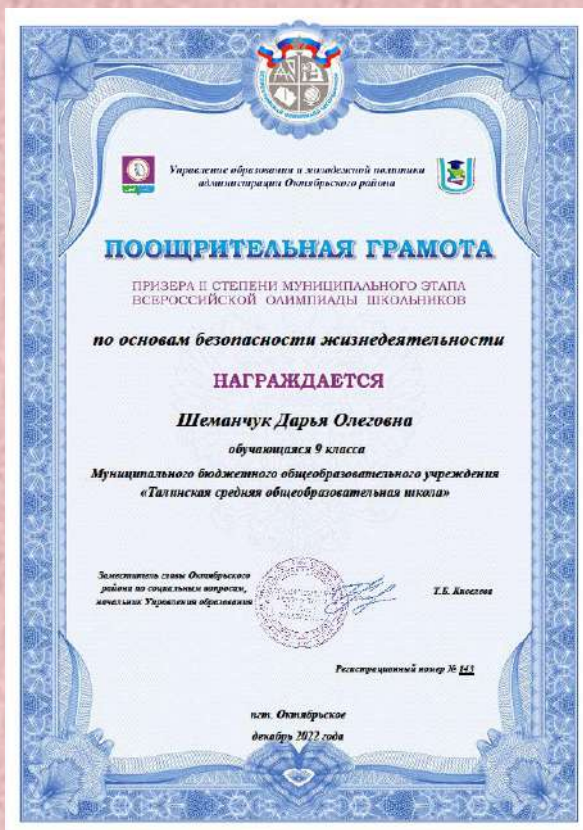 Управление образования и молодежной политики
администрации Октябрьского района
ПООЩРИТЕЛЬНАЯ ГРАМОТА
ПРИЗЕРА II СТЕПЕНИ МУНИЦИПАЛЬНОГО ЭТАПА
ВСЕРОССИЙСКОЙ ОЛИМПИАДЫ ШКОЛЬНИКОВ
по основам безопасности жизнедеятельности
НАГРАЖДАЕТСЯ
Шеманчук Дарья Олеговна
обучающаяся 9 класса
Муниципального бюджетного общеобразовательного учреждения
«Талинская средняя общеобразовательная школа»
Заместитель главы Октябрьского
района по социальным вопросам,
начальник Управления образования
Т.Б. Киселева
Регистрационный номер № 143
пгт. Октябрьское
декабрь 2022 года